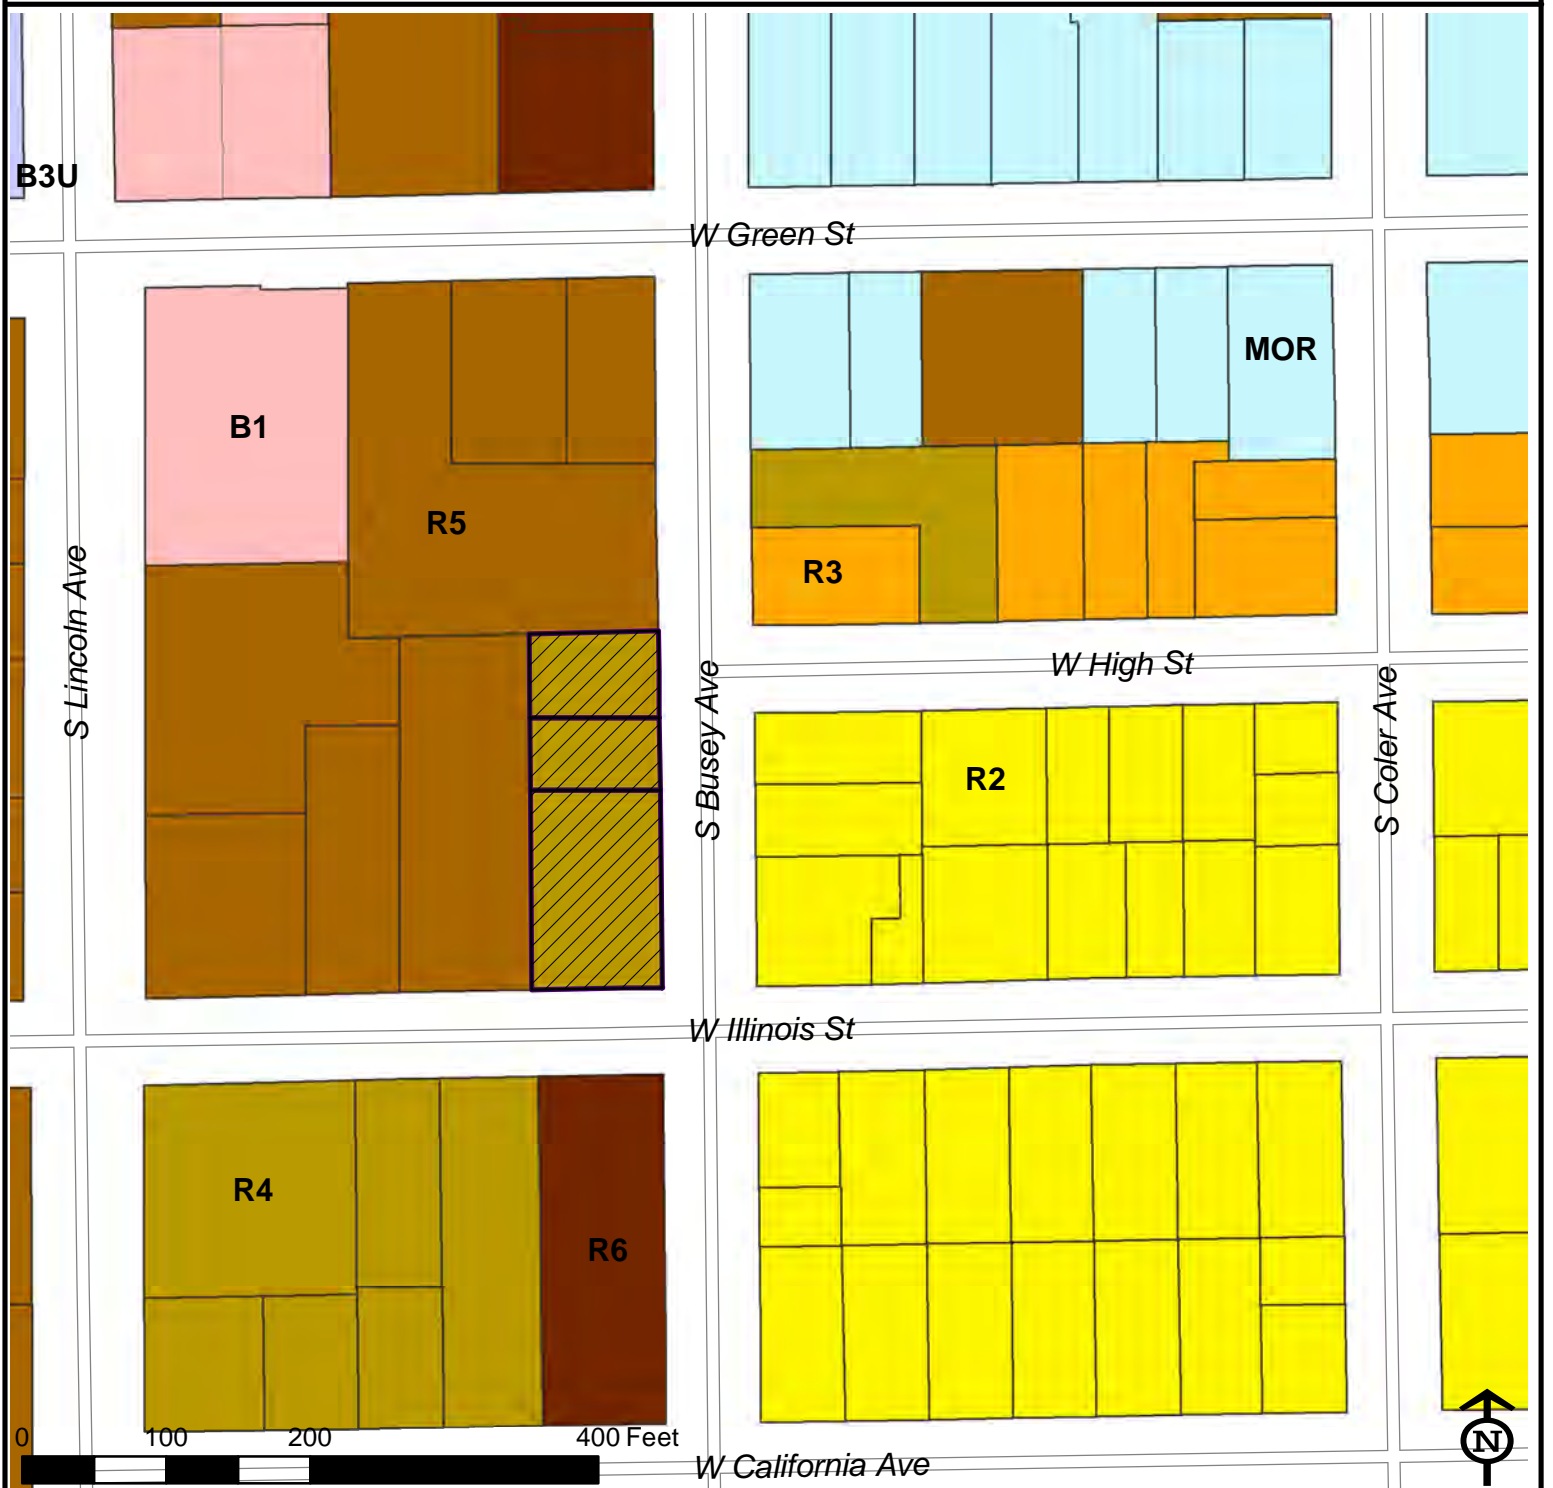 B3U
W Green St
MOR
B1
R5
R3
S Lincoln Ave
S Busey Ave
W High St
S Coler Ave
R2
W Illinois St
R4
R6
0 100 200 400 Feet
N
W California Ave